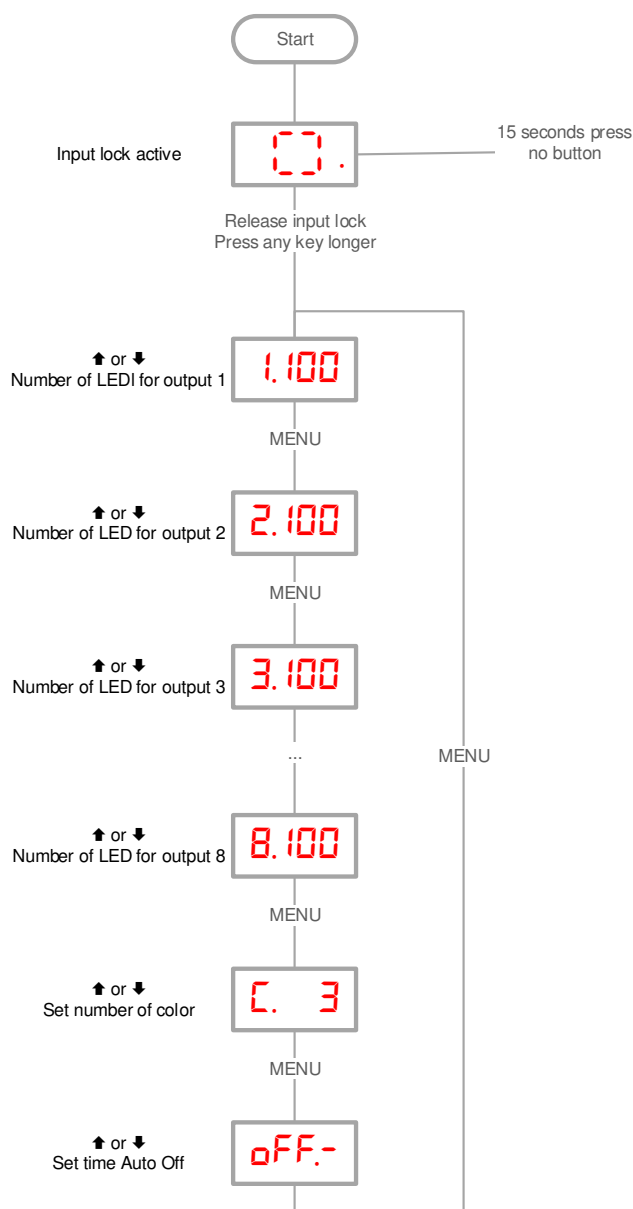 Start
Input lock active
15 seconds press
no button
Release input lock
Press any key longer
⬆ or ⬇
Number of LEDl for output 1
1.100
MENU
⬆ or ⬇
Number of LED for output 2
2.100
MENU
⬆ or ⬇
Number of LED for output 3
3.100
...
MENU
⬆ or ⬇
Number of LED for output 8
8.100
MENU
⬆ or ⬇
Set number of color
C. 3
MENU
⬆ or ⬇
Set time Auto Off
oFF.-